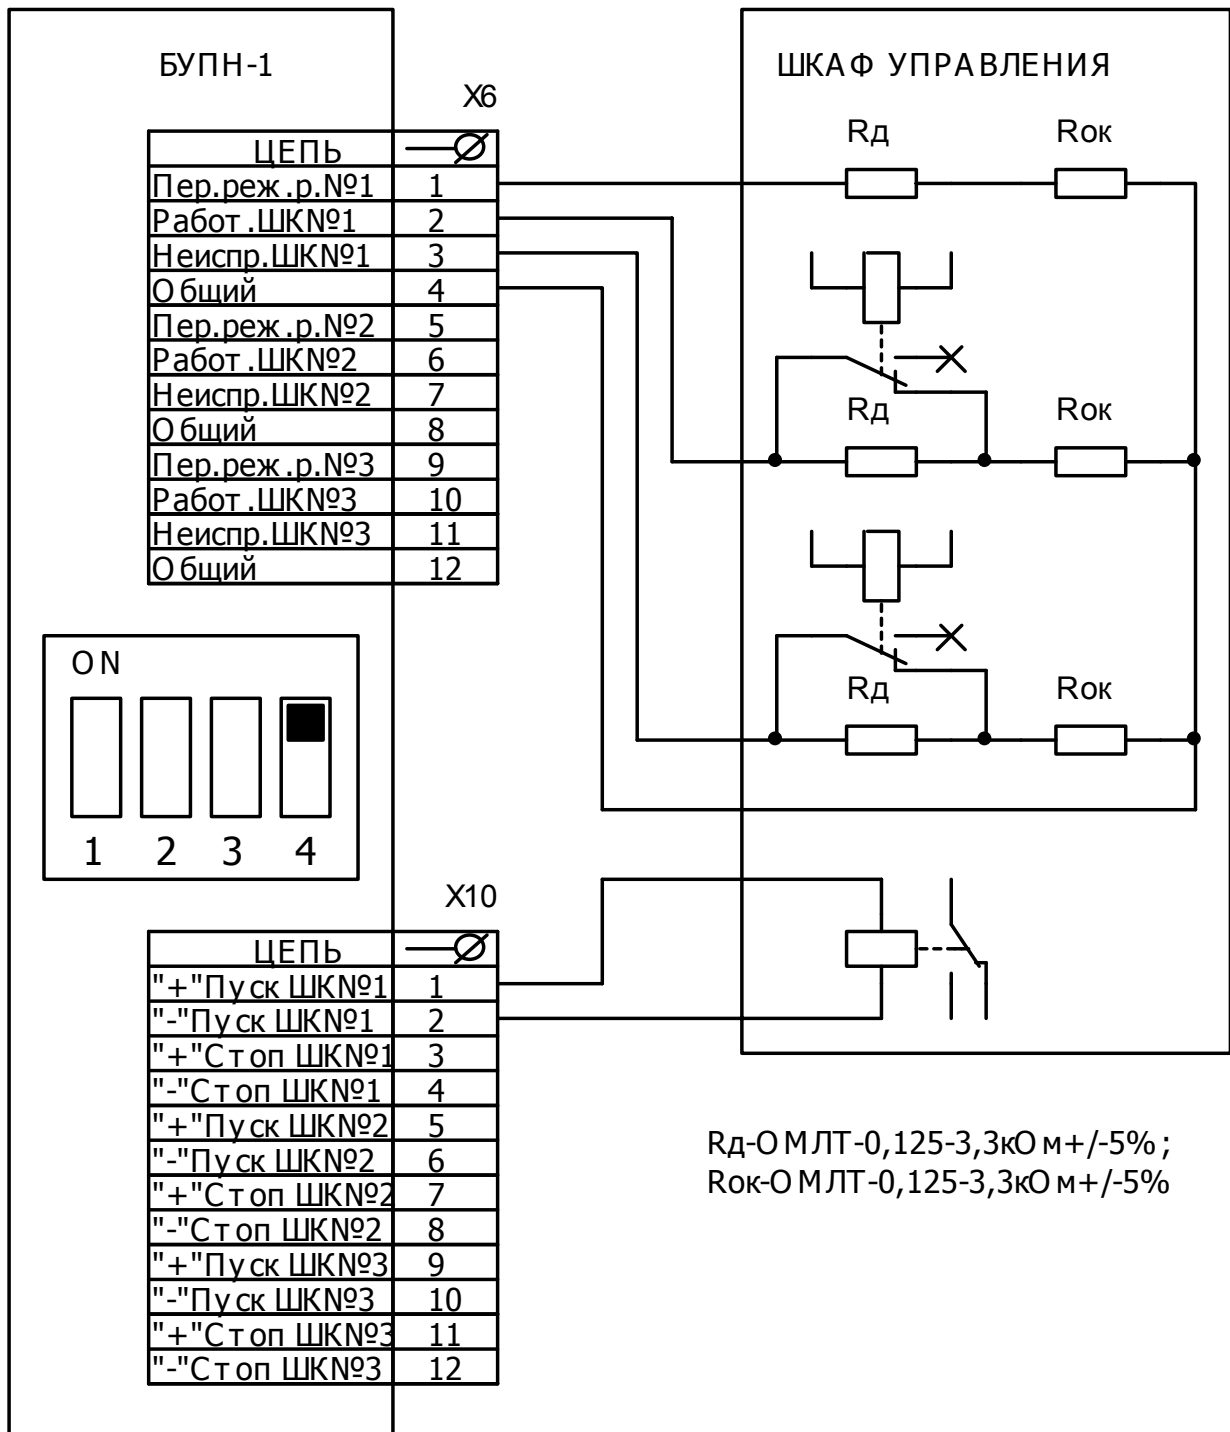 БУПН-1
ШКАФ УПРАВЛЕНИЯ
X6
ЦЕПЬ
Пер.реж.р.№1 1
Работ.ШК№1 2
Неиспр.ШК№1 3
Общий 4
Пер.реж.р.№2 5
Работ.ШК№2 6
Неиспр.ШК№2 7
Общий 8
Пер.реж.р.№3 9
Работ.ШК№3 10
Неиспр.ШК№3 11
Общий 12
Rд Rок
Rд Rок
Rд Rок
ON
1 2 3 4
X10
ЦЕПЬ
"+"Пуск ШК№1 1
"-"Пуск ШК№1 2
"+"Стоп ШК№1 3
"-"Стоп ШК№1 4
"+"Пуск ШК№2 5
"-"Пуск ШК№2 6
"+"Стоп ШК№2 7
"-"Стоп ШК№2 8
"+"Пуск ШК№3 9
"-"Пуск ШК№3 10
"+"Стоп ШК№3 11
"-"Стоп ШК№3 12
Rд-ОМЛТ-0,125-3,3кОм+/-5%;
Rок-ОМЛТ-0,125-3,3кОм+/-5%